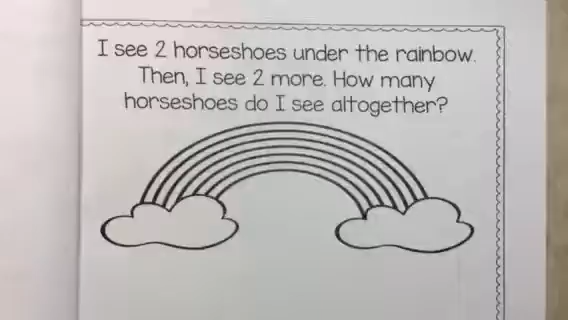 I see 2 horseshoes under the rainbow.
Then, I see 2 more. How many
horseshoes do I see altogether?